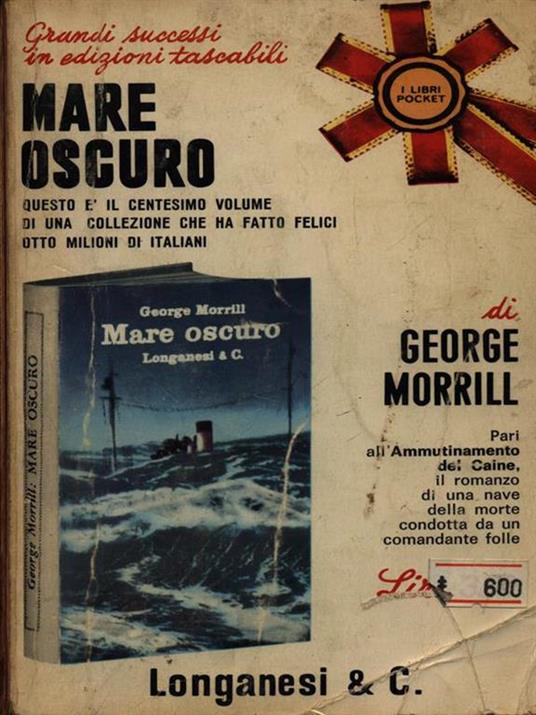 Grandi successi
in edizioni tascabili
I LIBRI
POCKET
MARE
OSCURO
QUESTO E' IL CENTESIMO VOLUME
DI UNA COLLEZIONE CHE HA FATTO FELICI
OTTO MILIONI DI ITALIANI
George Morrill
Mare oscuro
Longanesi & C.
George Morrill: MARE OSCURO
di
GEORGE
MORRILL
Pari
all'Ammutinamento
del Caine,
il romanzo
di una nave
della morte
condotta da un
comandante folle
600
Longanesi & C.